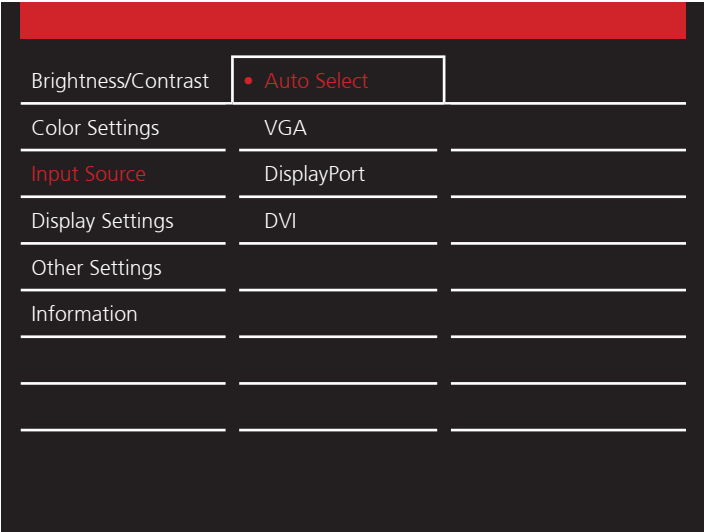 Brightness/Contrast • Auto Select
Color Settings VGA
Input Source DisplayPort
Display Settings DVI
Other Settings
Information